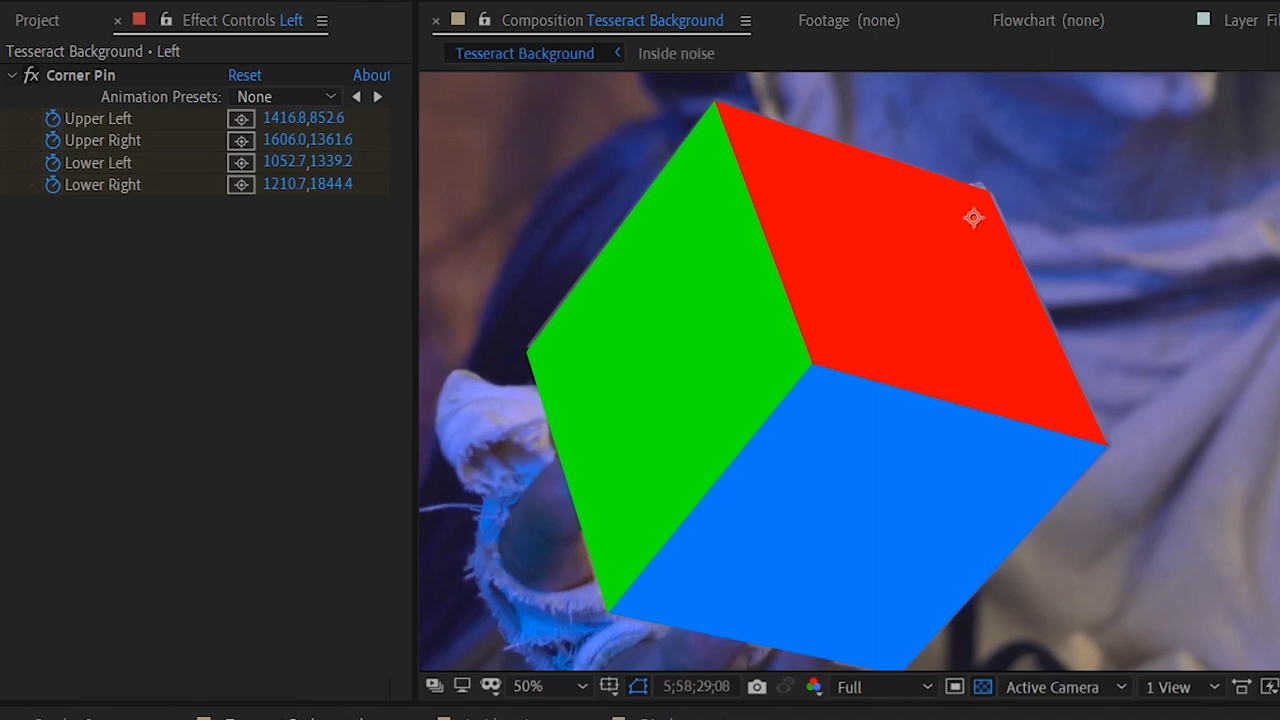 Project
× Effect Controls Left
Tesseract Background • Left
fx Corner Pin Reset About
Animation Presets: None
Upper Left 1416.8,852.6
Upper Right 1606.0,1361.6
Lower Left 1052.7,1339.2
Lower Right 1210.7,1844.4
× Composition Tesseract Background
Footage (none)
Flowchart (none)
Layer
Tesseract Background
Inside noise
50%
5;58;29;08
Full
Active Camera
1 View